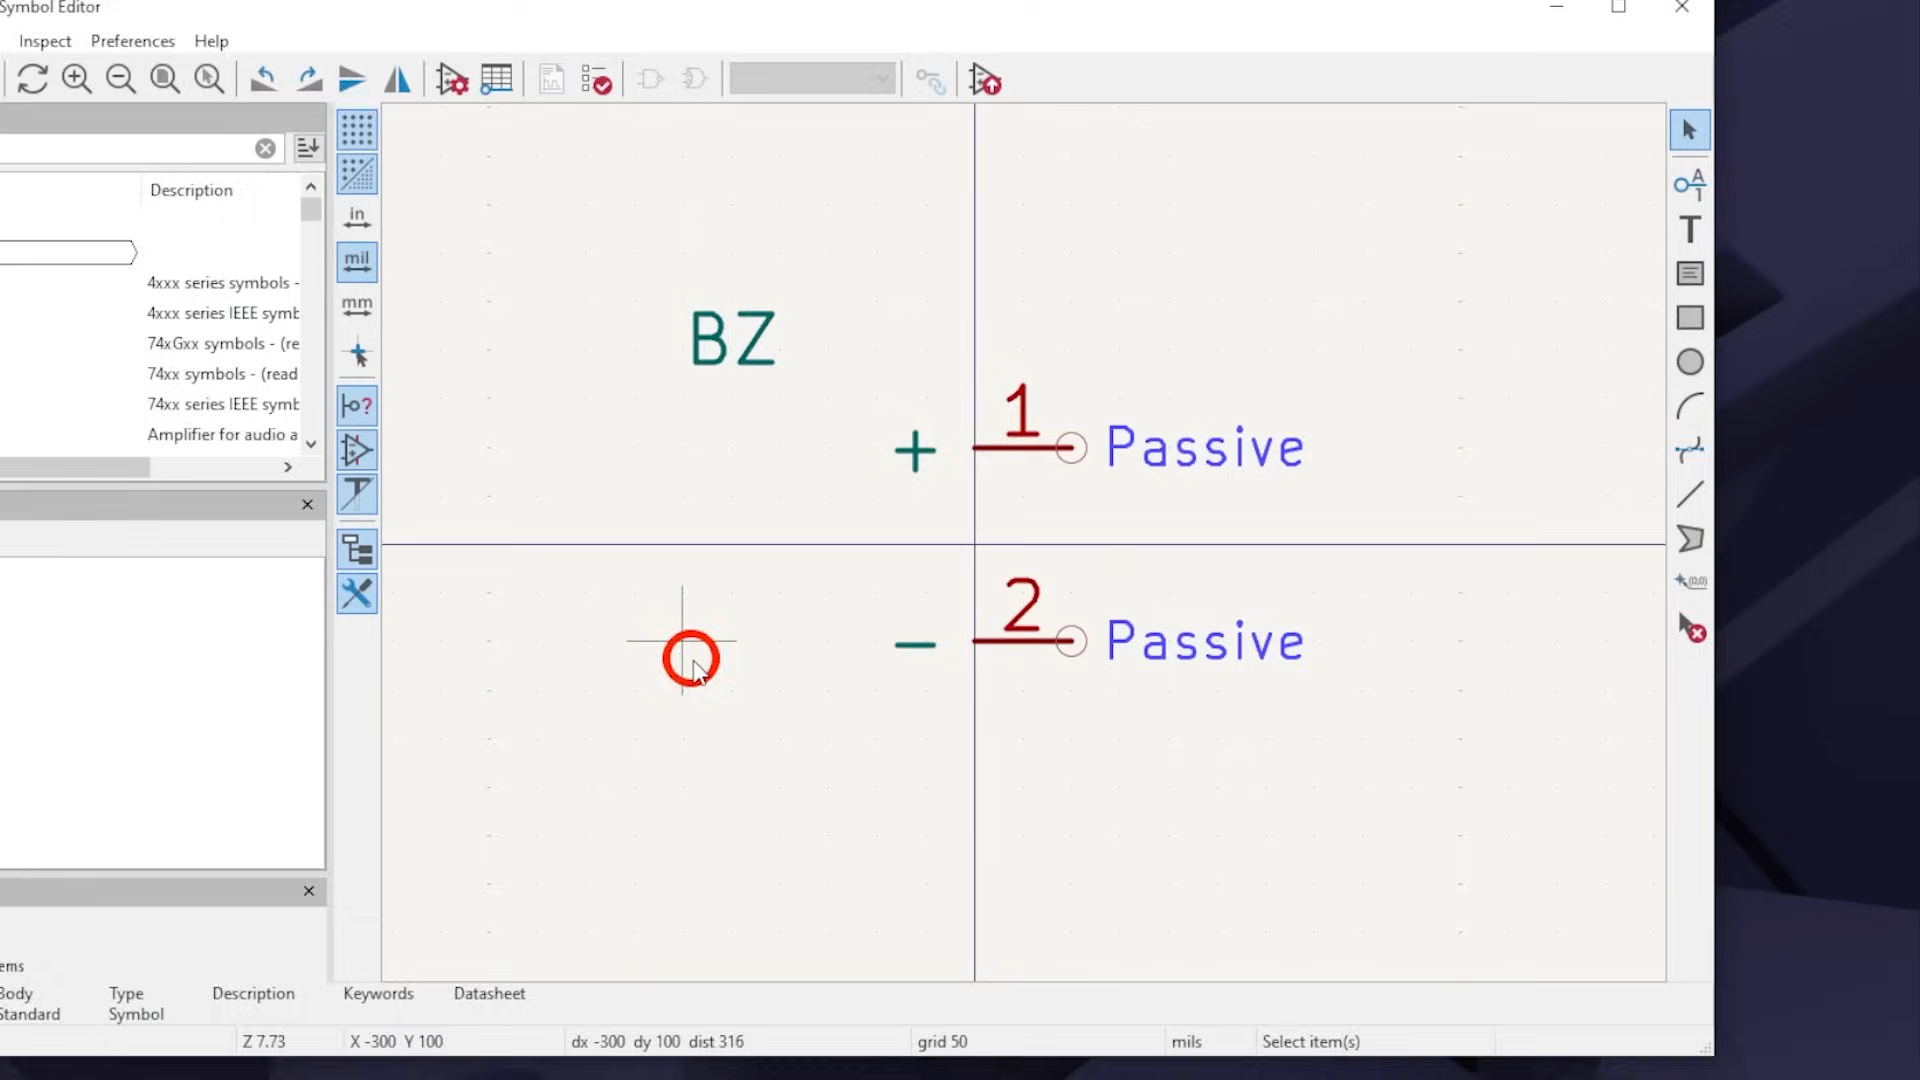 Symbol Editor
Inspect Preferences Help
Description
4xxx series symbols -
4xxx series IEEE symb
74xGxx symbols - (re
74xx symbols - (read
74xx series IEEE symb
Amplifier for audio a
in
mil
mm
BZ
+ 1 Passive
- 2 Passive
A
1
T
(0,0)
ems
Body Type Description Keywords Datasheet
Standard Symbol
Z 7.73 X -300 Y 100 dx -300 dy 100 dist 316 grid 50 mils Select item(s)